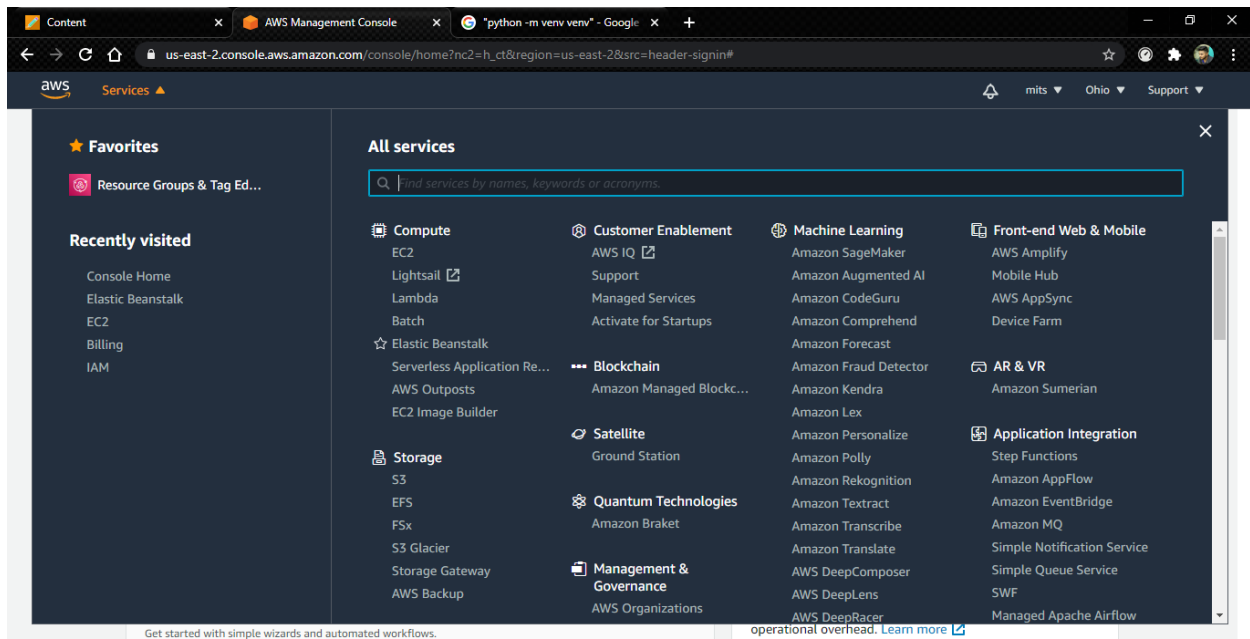 Content
AWS Management Console
"python -m venv venv" - Google
us-east-2.console.aws.amazon.com/console/home?nc2=h_ct&region=us-east-2&src=header-signin#
aws
Services
mits
Ohio
Support
Favorites
Resource Groups & Tag Ed...
Recently visited
Console Home
Elastic Beanstalk
EC2
Billing
IAM
All services
Find services by names, keywords or acronyms.
Compute
EC2
Lightsail
Lambda
Batch
Elastic Beanstalk
Serverless Application Re...
AWS Outposts
EC2 Image Builder
Storage
S3
EFS
FSx
S3 Glacier
Storage Gateway
AWS Backup
Customer Enablement
AWS IQ
Support
Managed Services
Activate for Startups
Blockchain
Amazon Managed Blockc...
Satellite
Ground Station
Quantum Technologies
Amazon Braket
Management &
Governance
AWS Organizations
Machine Learning
Amazon SageMaker
Amazon Augmented AI
Amazon CodeGuru
Amazon Comprehend
Amazon Forecast
Amazon Fraud Detector
Amazon Kendra
Amazon Lex
Amazon Personalize
Amazon Polly
Amazon Rekognition
Amazon Textract
Amazon Transcribe
Amazon Translate
AWS DeepComposer
AWS DeepLens
AWS DeepRacer
Front-end Web & Mobile
AWS Amplify
Mobile Hub
AWS AppSync
Device Farm
AR & VR
Amazon Sumerian
Application Integration
Step Functions
Amazon AppFlow
Amazon EventBridge
Amazon MQ
Simple Notification Service
Simple Queue Service
SWF
Managed Apache Airflow
Get started with simple wizards and automated workflows.
operational overhead. Learn more